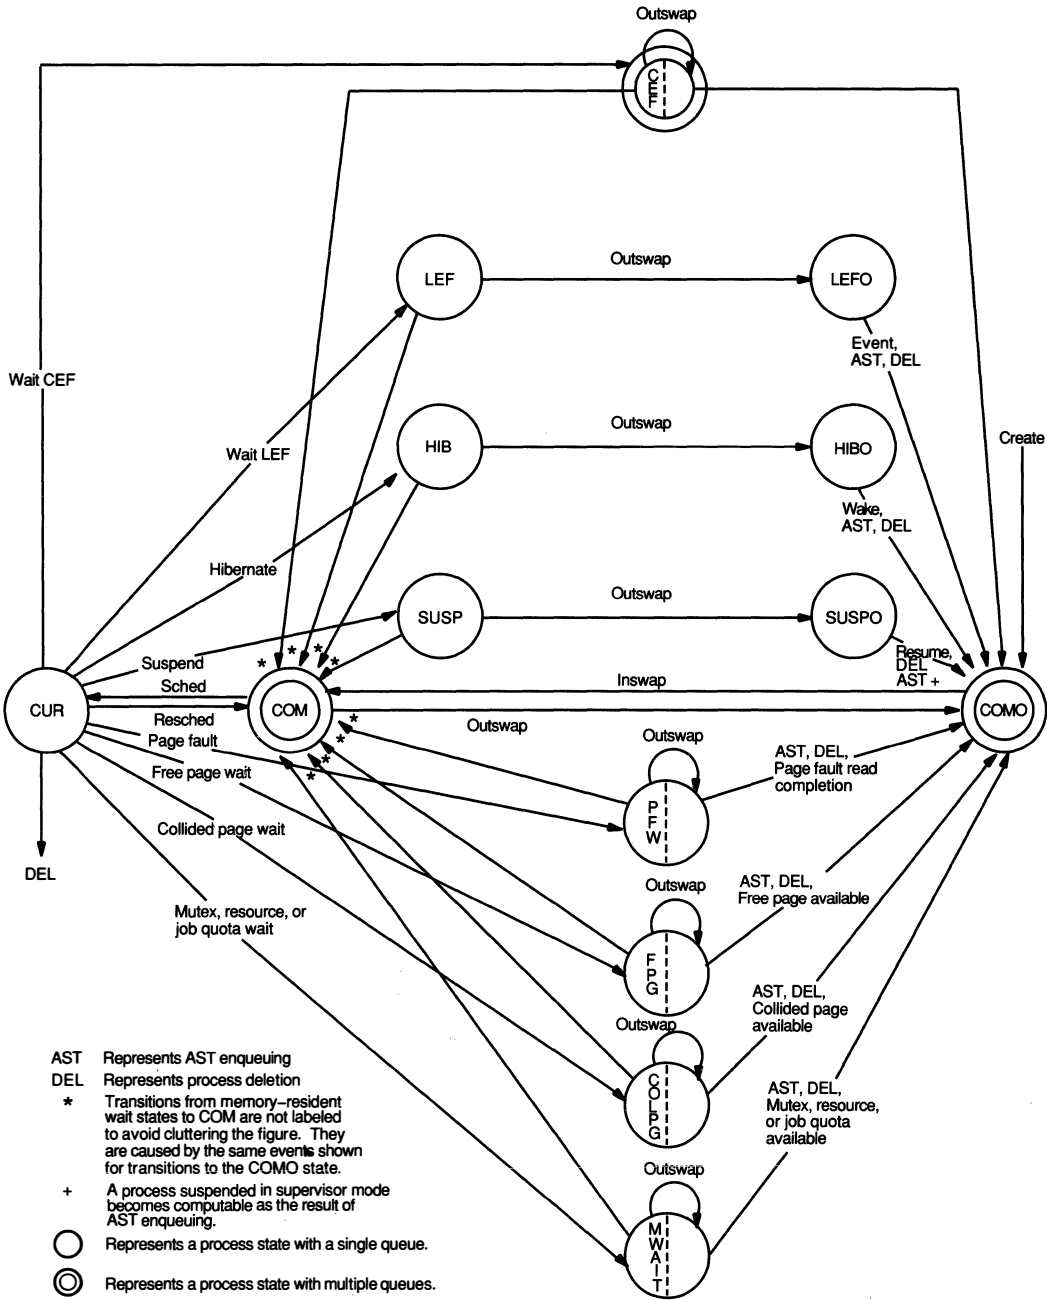 Outswap
CEF
LEF
Outswap
LEFO
Event,
AST, DEL
Wait CEF
Wait LEF
HIB
Outswap
HIBO
Create
Wake,
AST, DEL
Hibernate
SUSP
Outswap
SUSPO
Suspend
Resume,
DEL
AST +
Sched
Inswap
CUR
COM
COMO
Resched
Outswap
Page fault
Outswap
Free page wait
AST, DEL,
Page fault read
completion
PFW
Collided page wait
DEL
Outswap
AST, DEL,
Free page available
Mutex, resource, or
job quota wait
FPG
AST, DEL,
Collided page
available
Outswap
COLPG
AST, DEL,
Mutex, resource,
or job quota
available
Outswap
MWAIT
AST Represents AST enqueuing
DEL Represents process deletion
* Transitions from memory-resident
wait states to COM are not labeled
to avoid cluttering the figure. They
are caused by the same events shown
for transitions to the COMO state.
+ A process suspended in supervisor mode
becomes computable as the result of
AST enqueuing.
Represents a process state with a single queue.
Represents a process state with multiple queues.
* * * *
* * * *